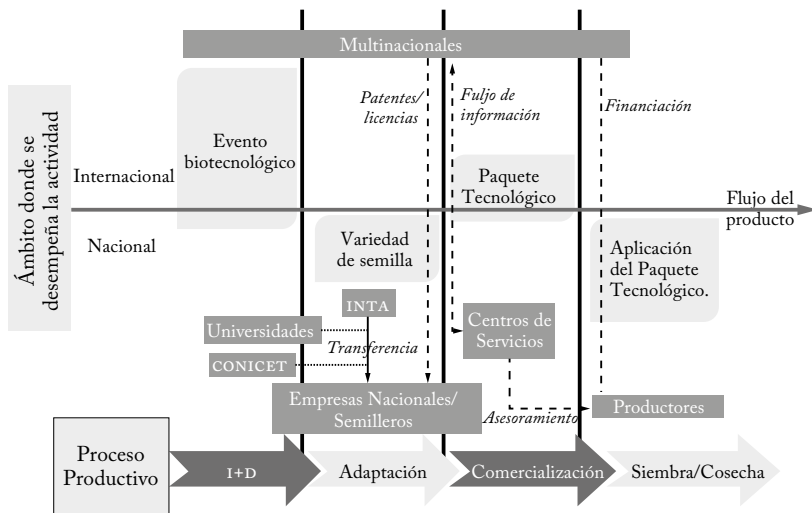 Multinacionales
Ámbito donde se
desempeña la actividad
Internacional
Nacional
Evento
biotecnológico
Patentes/
licencias
Fuljo de
información
Financiación
Paquete
Tecnológico
Flujo del
producto
Variedad
de semilla
Aplicación
del Paquete
Tecnológico.
INTA
Universidades
Transferencia
CONICET
Centros de
Servicios
Empresas Nacionales/
Semilleros
Asesoramiento
Productores
Proceso
Productivo
I+D
Adaptación
Comercialización
Siembra/Cosecha